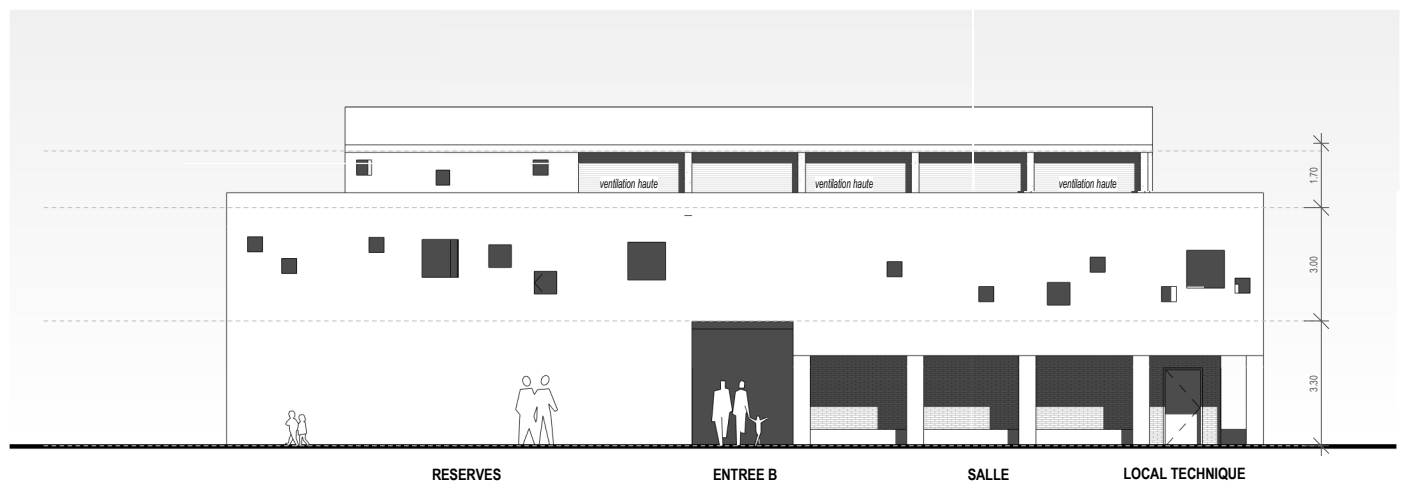 ventilation haute
ventilation haute
ventilation haute
1.70
3.00
3.30
RESERVES
ENTREE B
SALLE
LOCAL TECHNIQUE